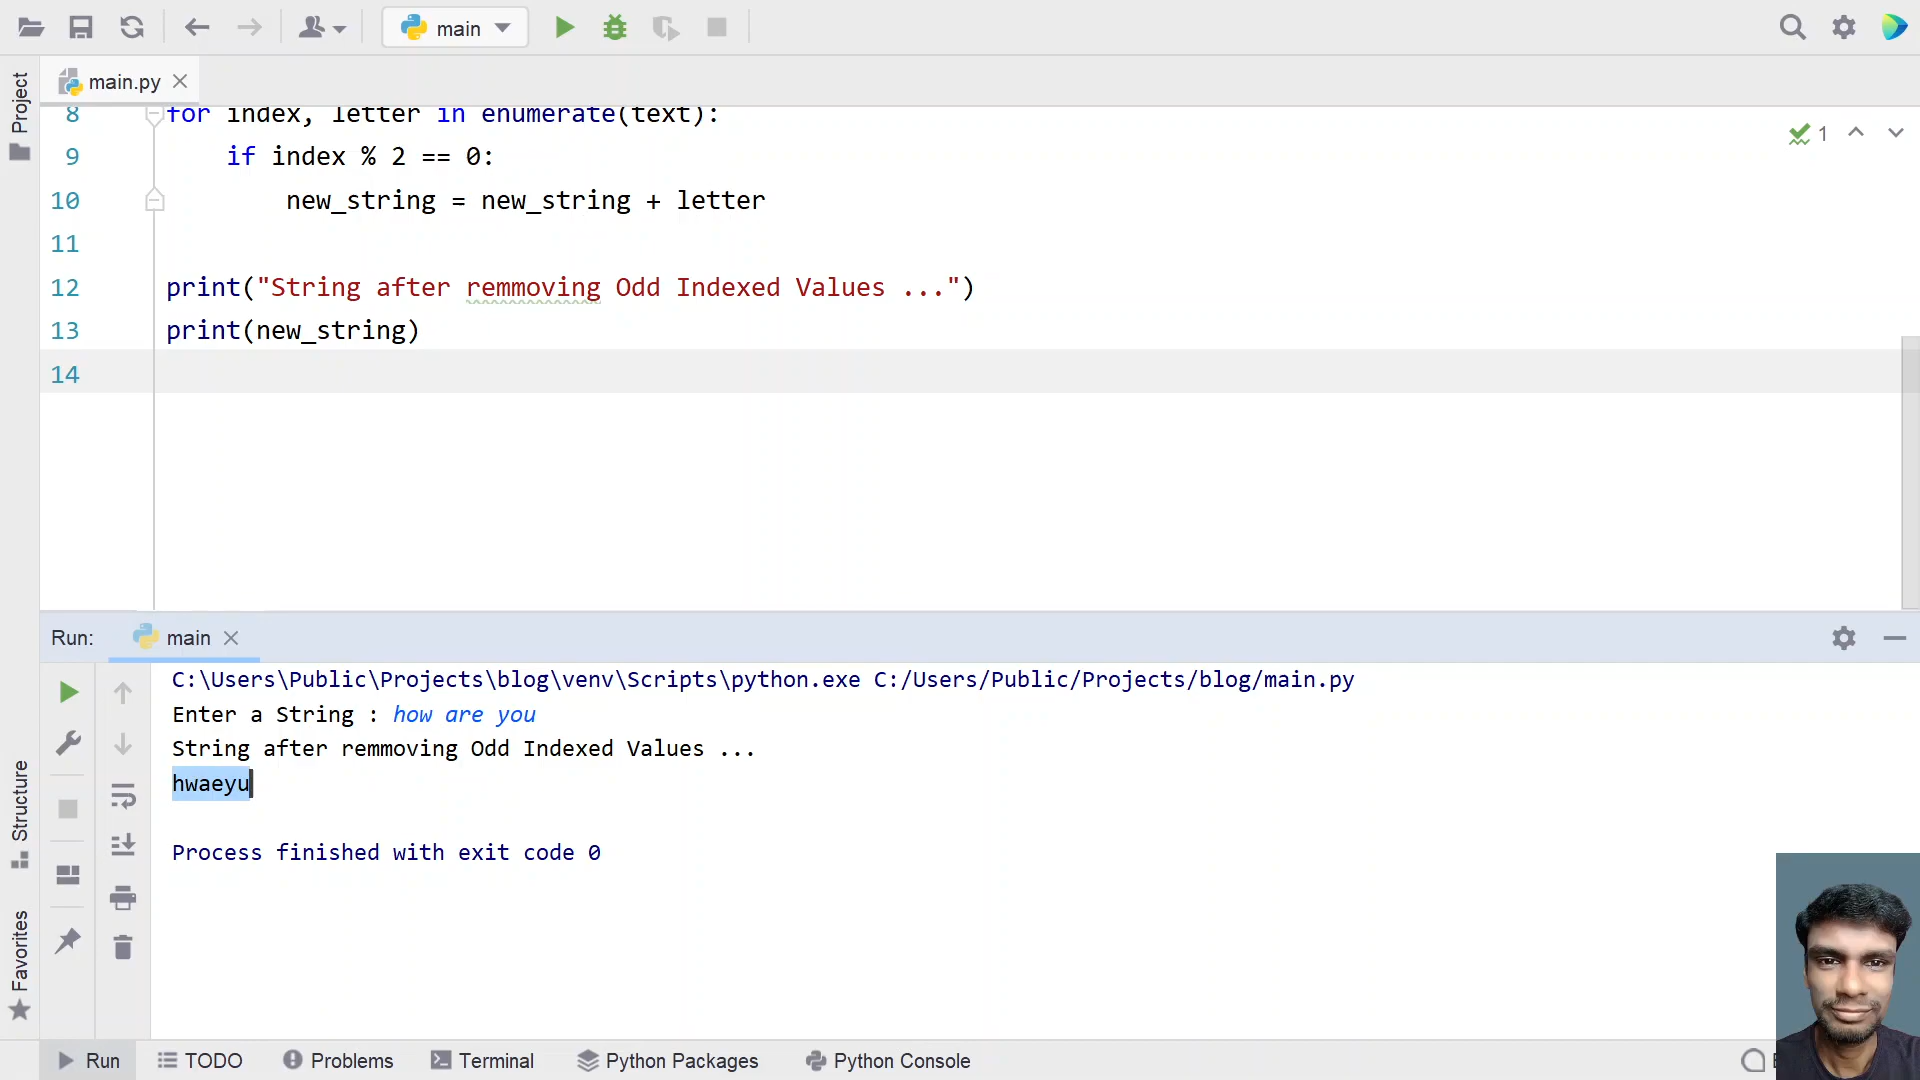 main
main.py
Project
8 for index, letter in enumerate(text):
1
9 if index % 2 == 0:
10 new_string = new_string + letter
11
12 print("String after remmoving Odd Indexed Values ...")
13 print(new_string)
14
Run: main
C:\Users\Public\Projects\blog\venv\Scripts\python.exe C:/Users/Public/Projects/blog/main.py
Enter a String : how are you
String after remmoving Odd Indexed Values ...
hwaeyu
Process finished with exit code 0
Structure
Favorites
Run TODO Problems Terminal Python Packages Python Console